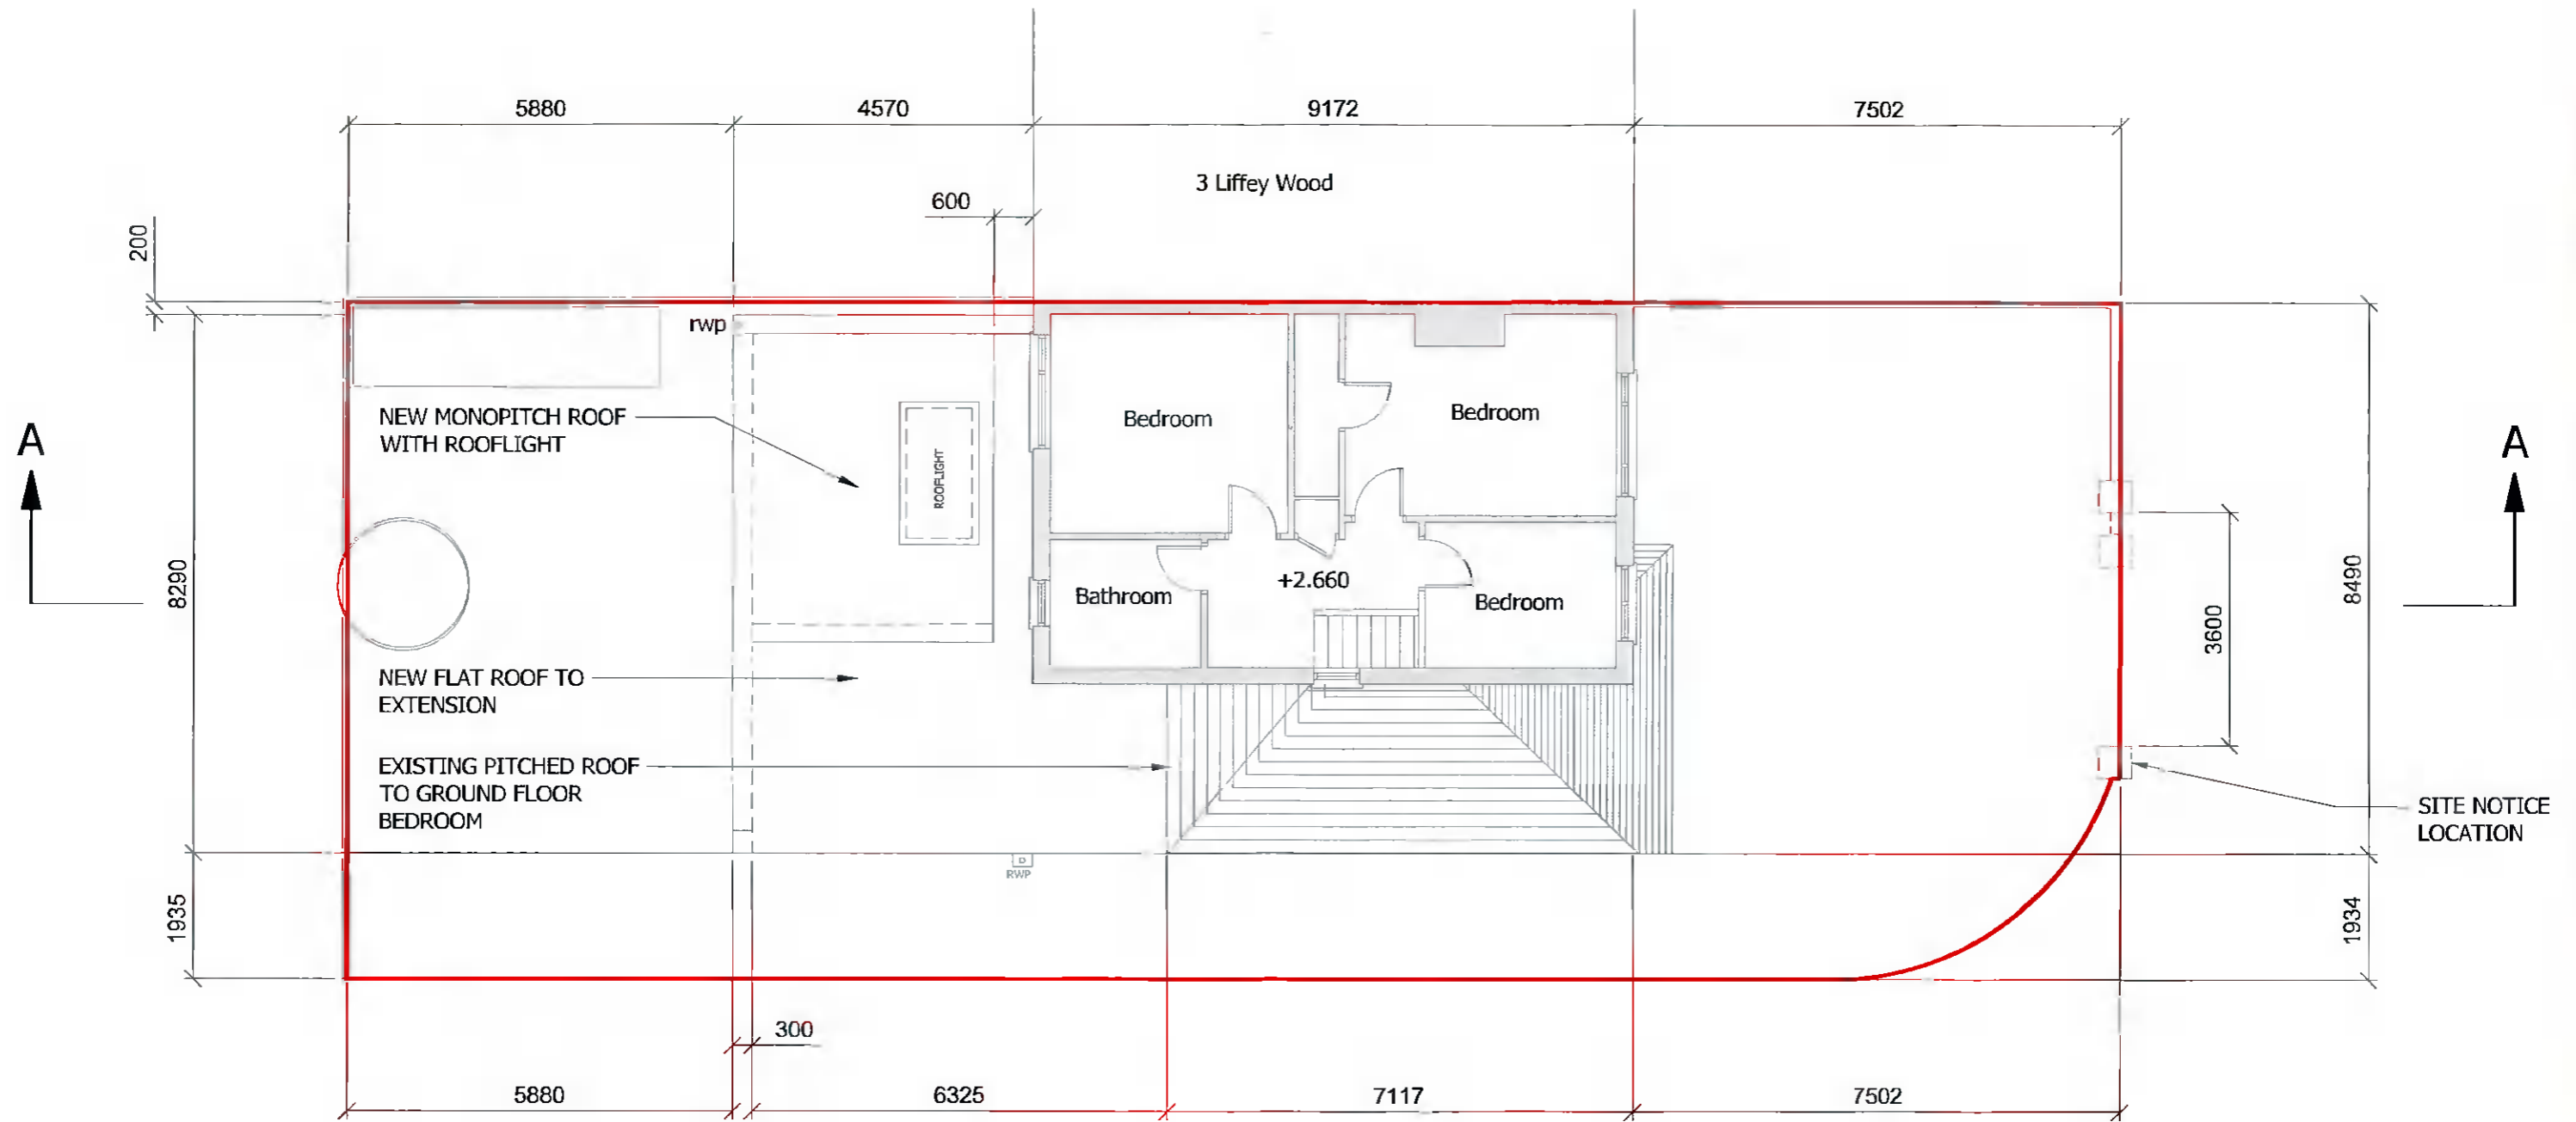 5880
4570
9172
7502
3 Liffey Wood
600
200
rwp
NEW MONOPITCH ROOF
WITH ROOFLIGHT
ROOFLIGHT
Bedroom
Bedroom
A
A
8290
Bathroom
+2.660
Bedroom
8490
3600
NEW FLAT ROOF TO
EXTENSION
EXISTING PITCHED ROOF
TO GROUND FLOOR
BEDROOM
SITE NOTICE
LOCATION
D
RWP
1935
1934
300
5880
6325
7117
7502